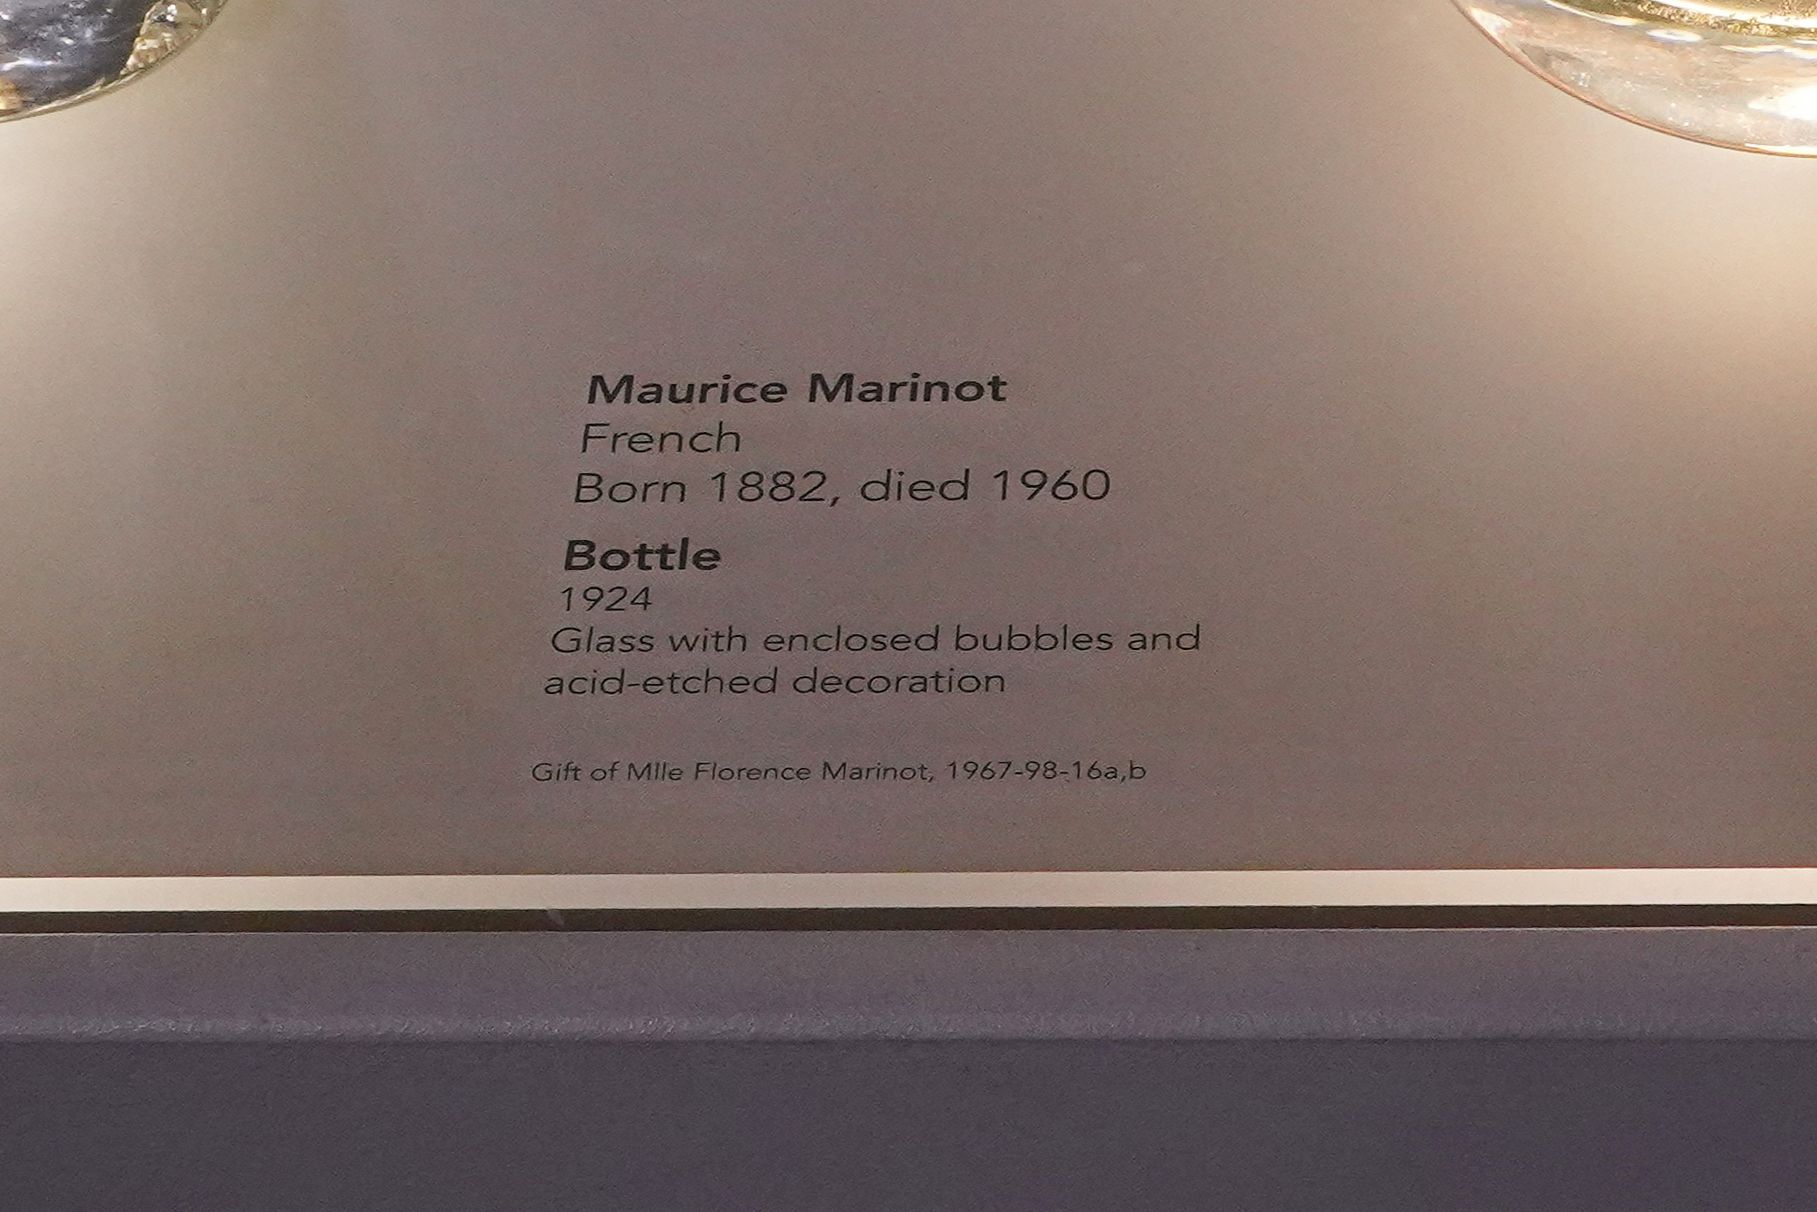 Maurice Marinot
French
Born 1882, died 1960
Bottle
1924
Glass with enclosed bubbles and
acid-etched decoration
Gift of Mlle Florence Marinot, 1967-98-16a,b